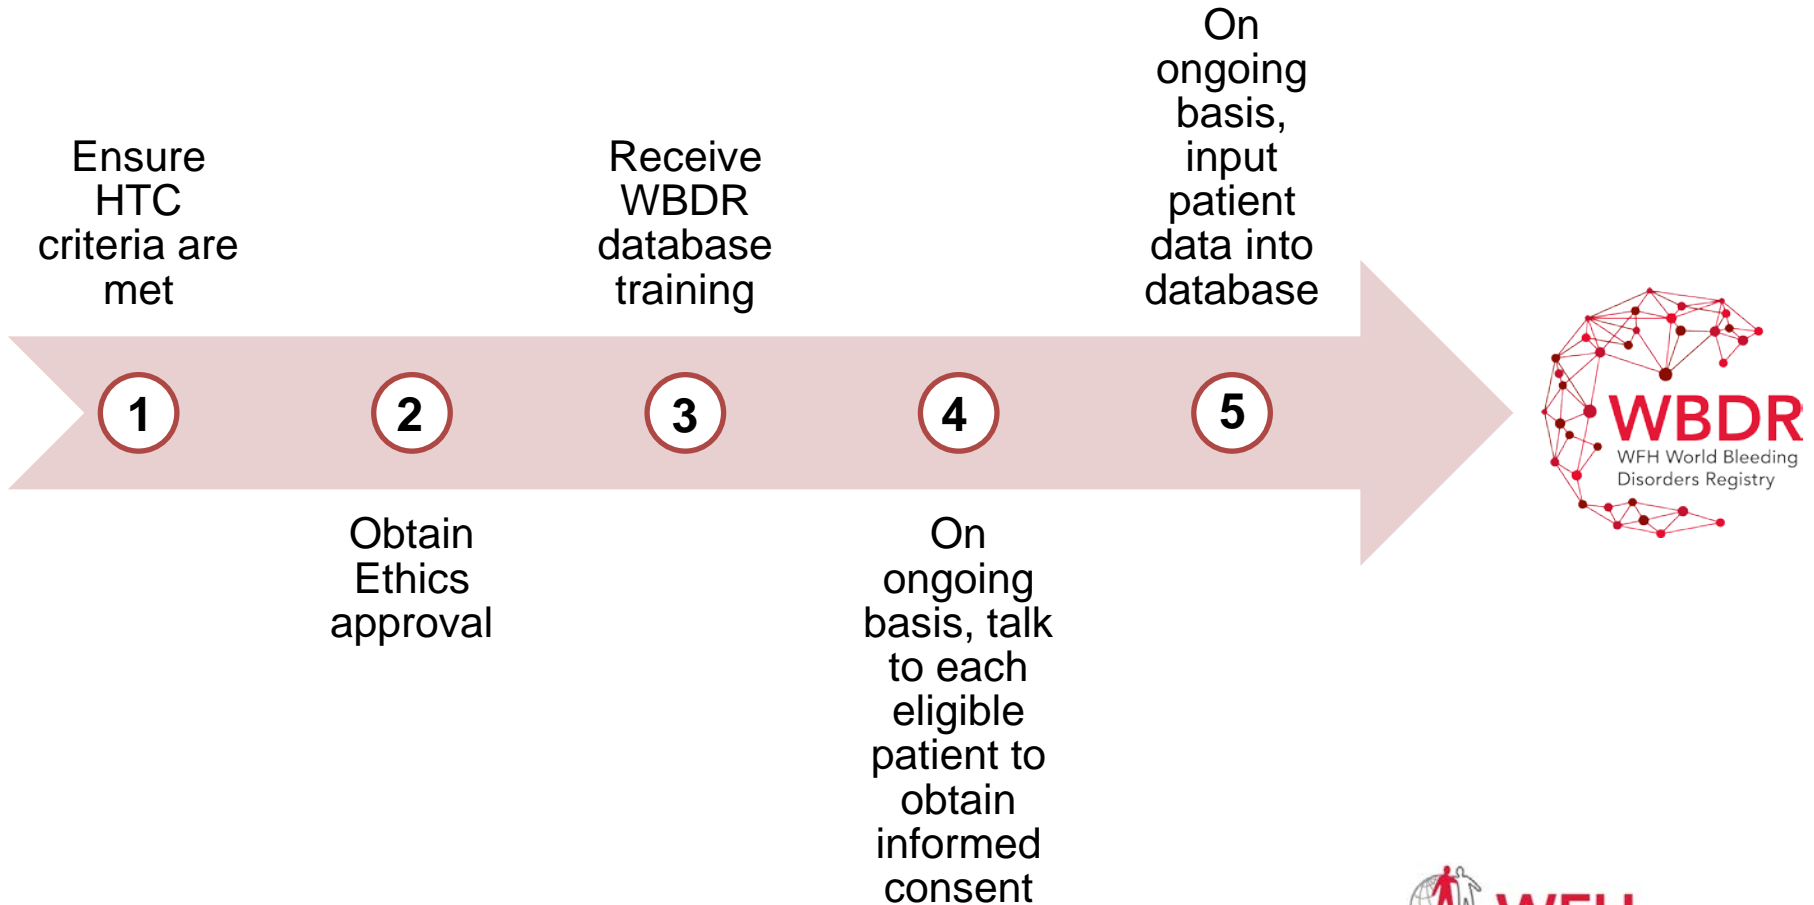 Ensure
HTC
criteria are
met
1
Obtain
Ethics
approval
2
Receive
WBDR
database
training
3
On
ongoing
basis, talk
to each
eligible
patient to
obtain
informed
consent
4
On
ongoing
basis,
input
patient
data into
database
5
WBDR
WFH World Bleeding
Disorders Registry
WFH